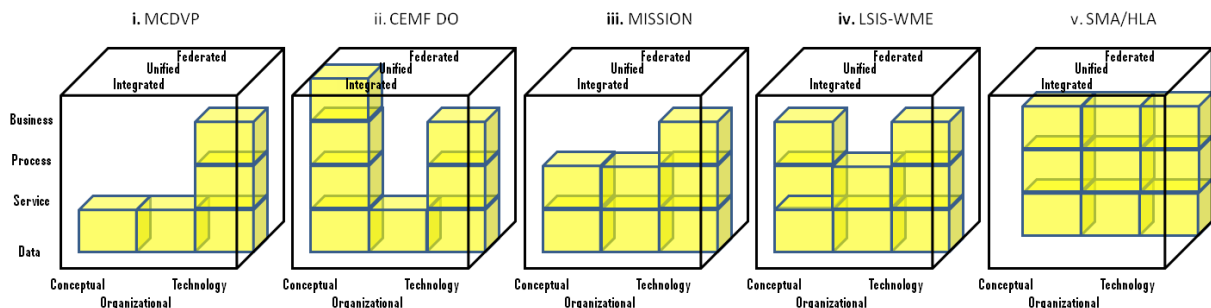 i. MCDVP
ii. CEMF DO
iii. MISSION
iv. LSIS-WME
v. SMA/HLA
Federated
Unified
Integrated
Federated
Unified
Integrated
Federated
Unified
Integrated
Federated
Unified
Integrated
Federated
Unified
Integrated
Business
Process
Service
Data
Conceptual
Technology
Organizational
Conceptual
Technology
Organizational
Conceptual
Technology
Organizational
Conceptual
Technology
Organizational
Conceptual
Technology
Organizational